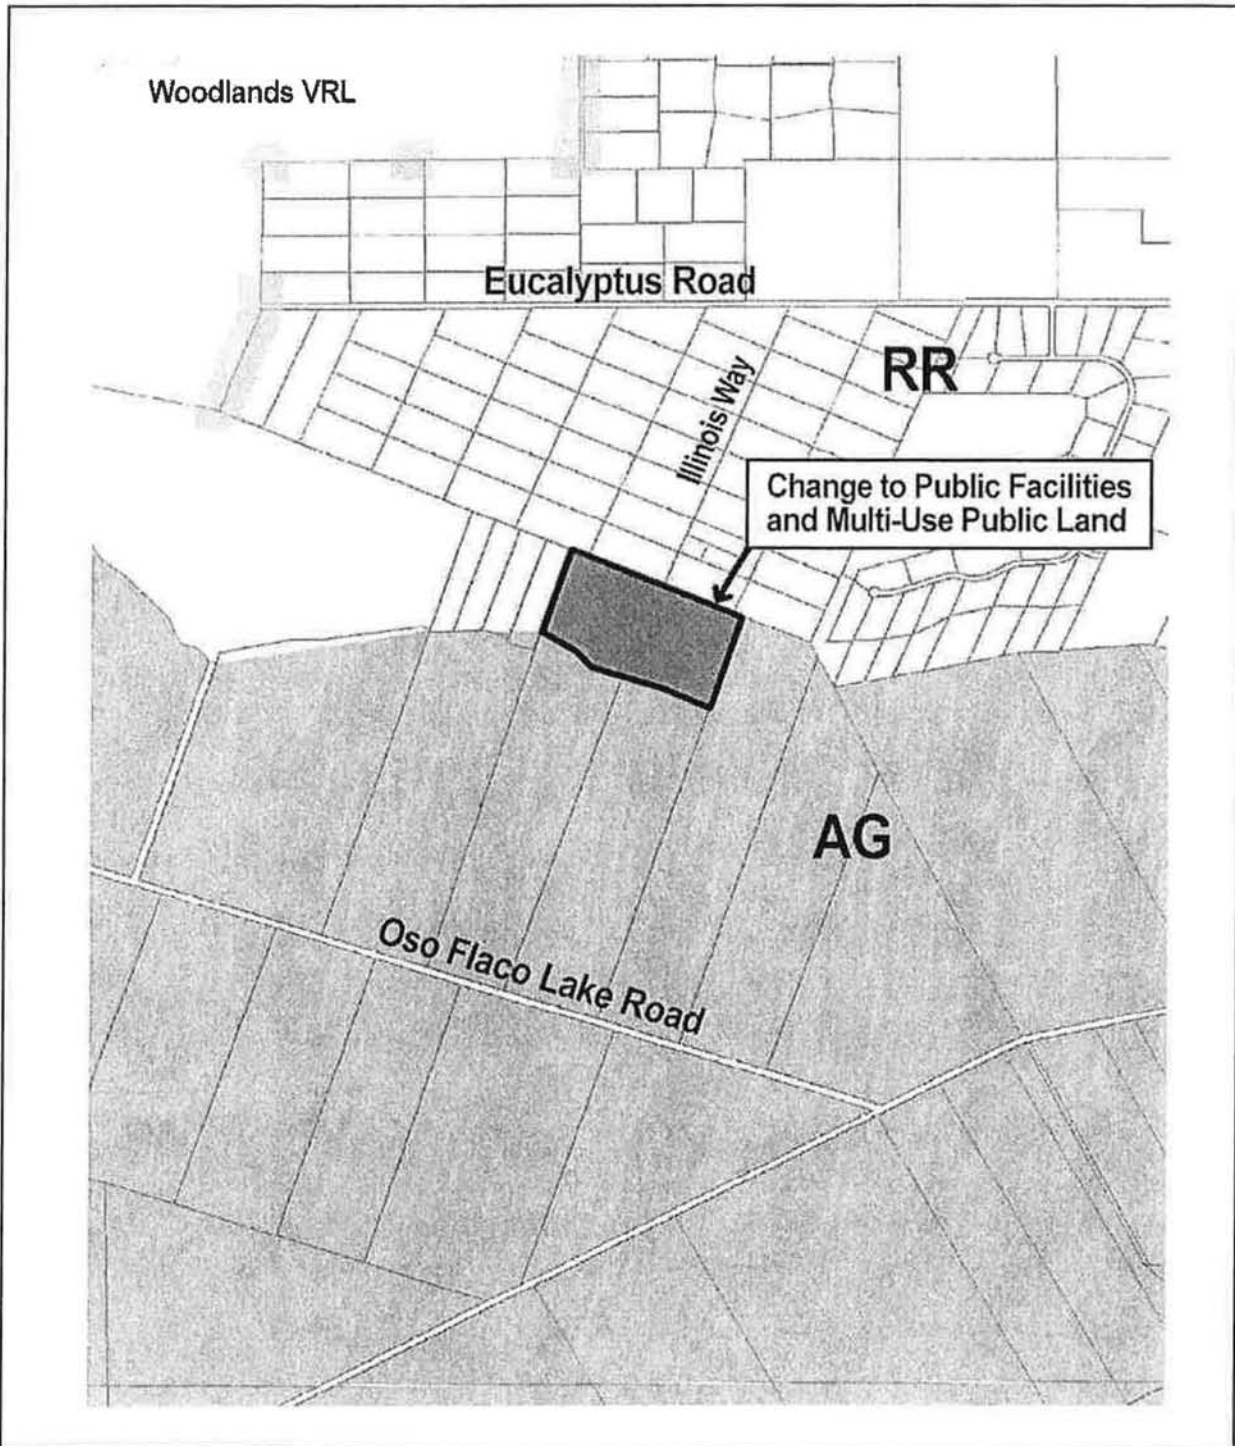 Woodlands VRL
Eucalyptus Road
RR
Illinois Way
Change to Public Facilities
and Multi-Use Public Land
AG
Oso Flaco Lake Road